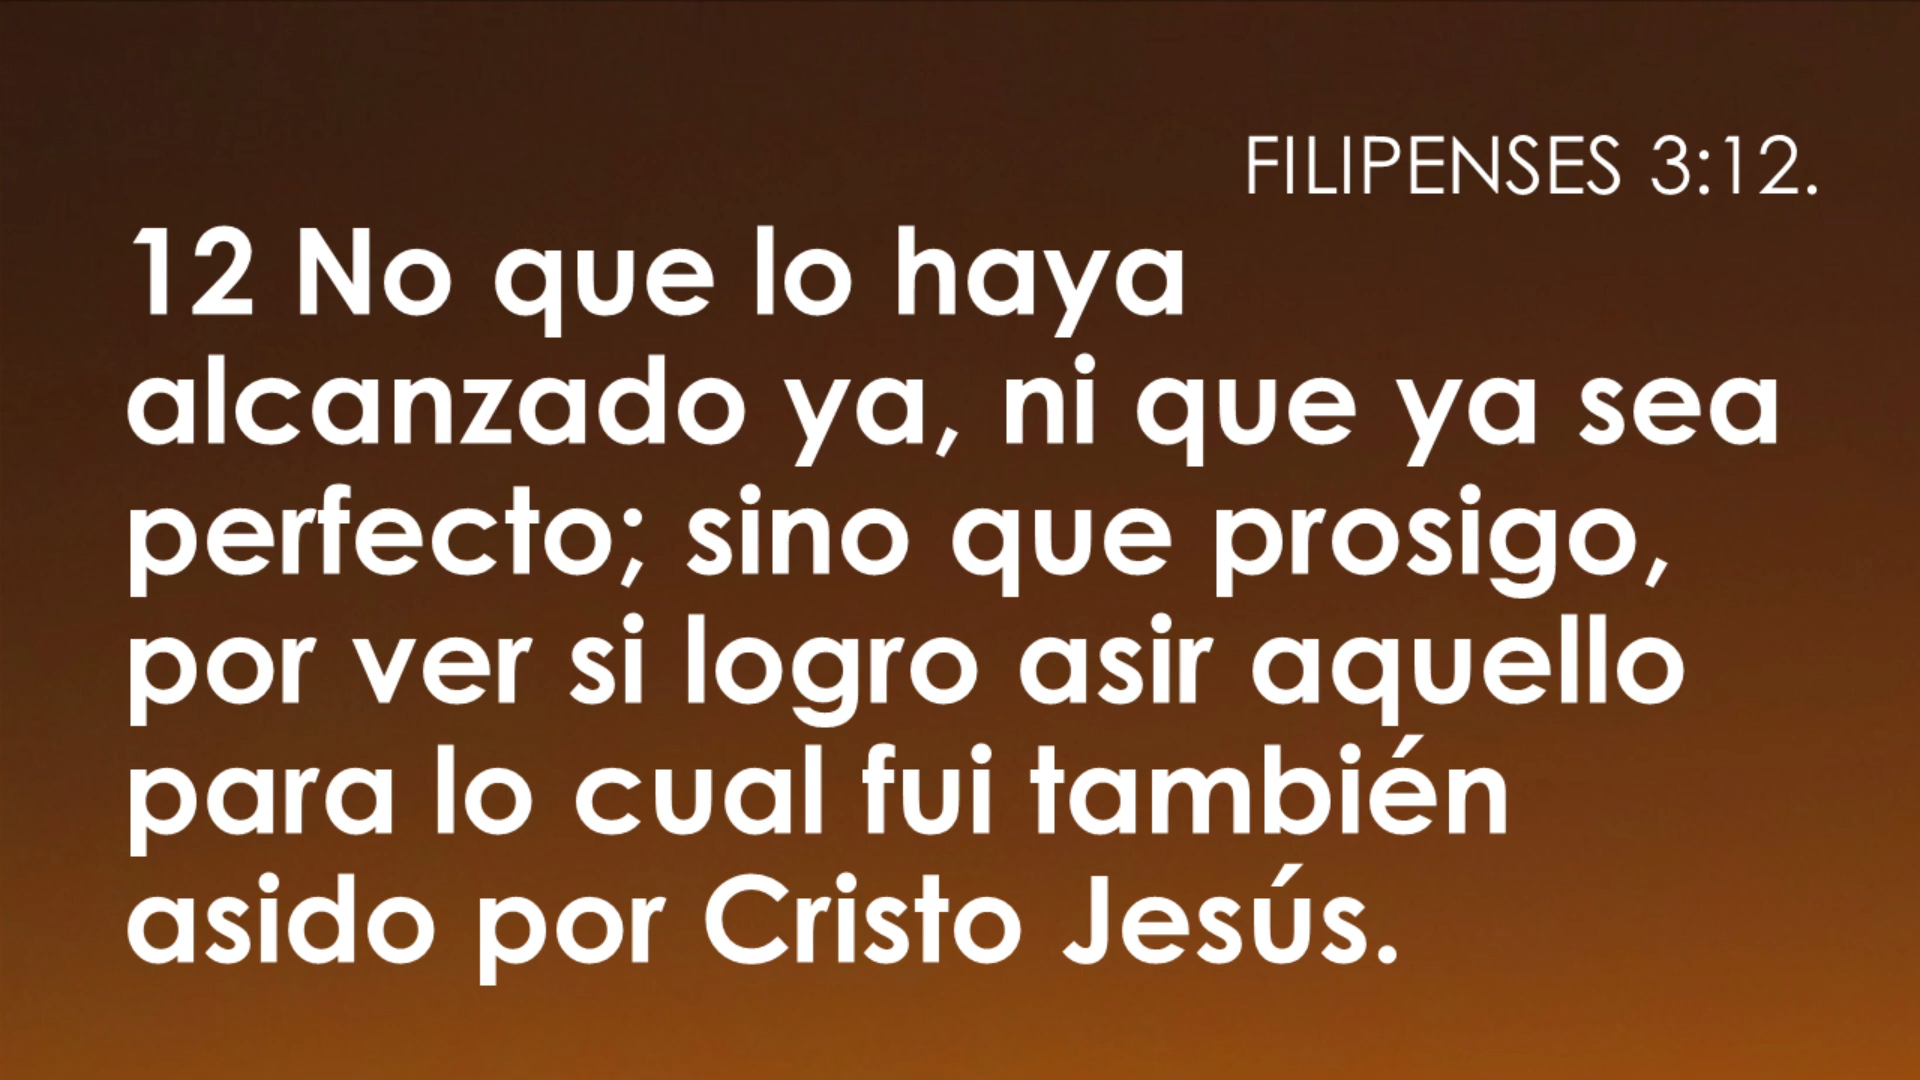 FILIPENSES 3:12.
12 No que lo haya
alcanzado ya, ni que ya sea
perfecto; sino que prosigo,
por ver si logro asir aquello
para lo cual fui también
asido por Cristo Jesús.